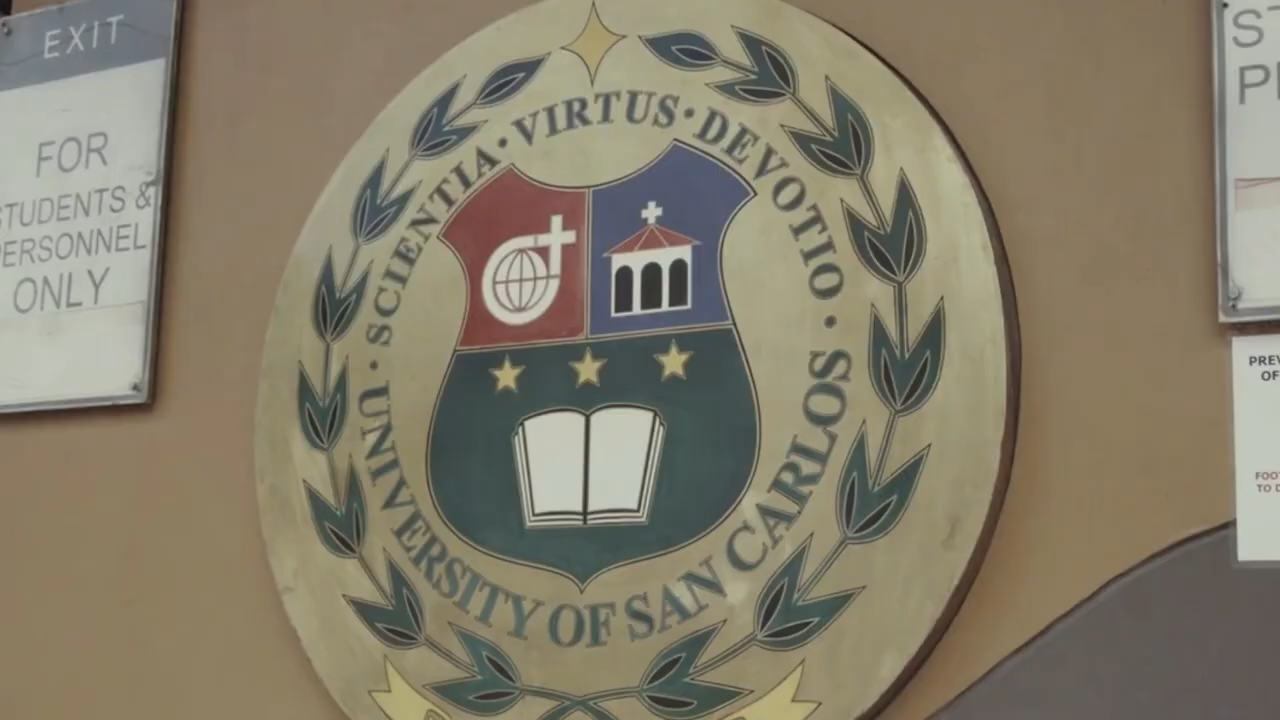 EXIT
FOR
STUDENTS &
PERSONNEL
ONLY
SCIENTIA · VIRTUS · DEVOTIO
UNIVERSITY OF SAN CARLOS